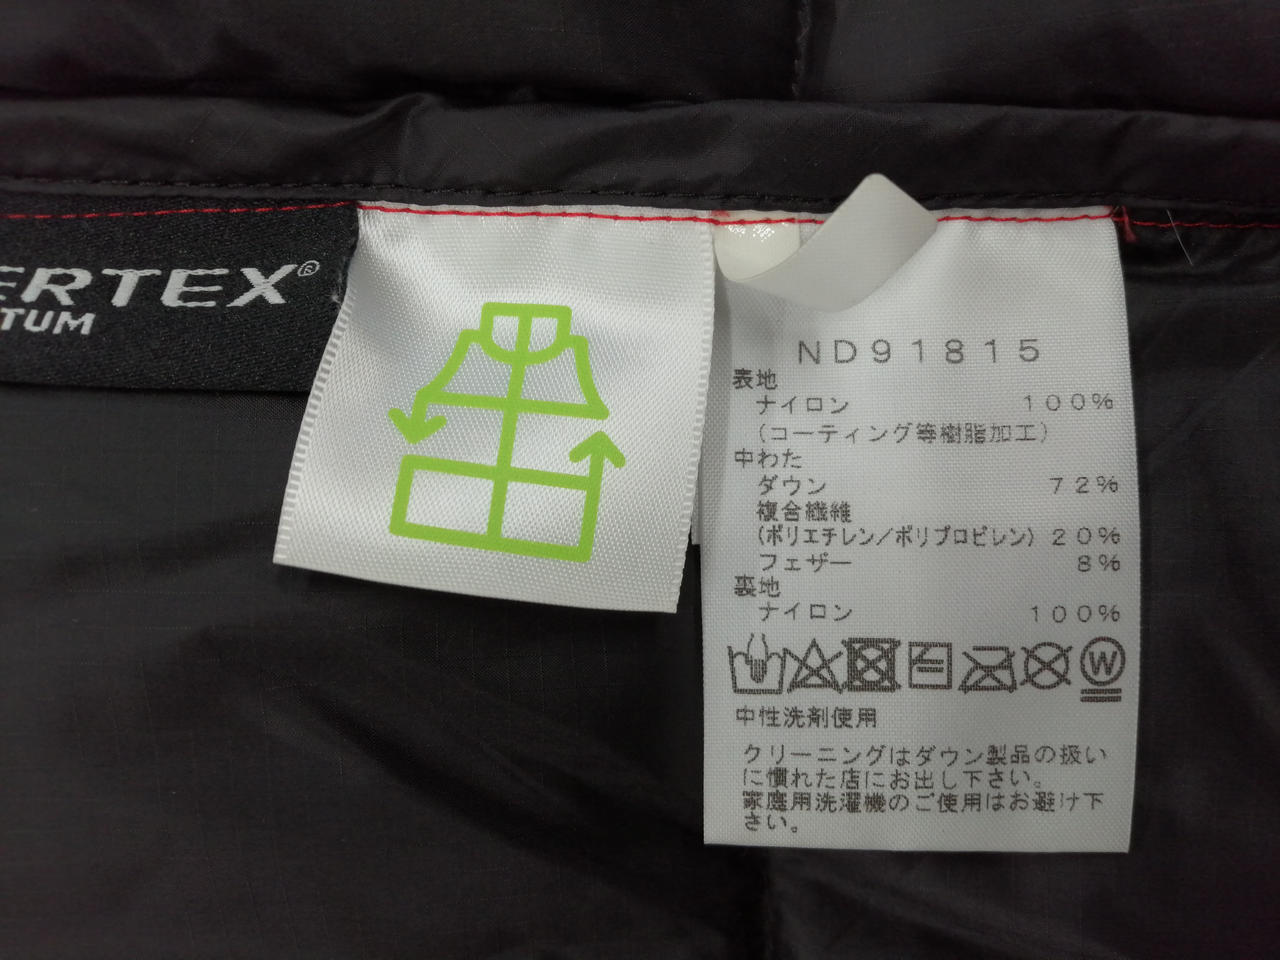 ERTEX®
TUM
ND91815
表地
ナイロン 100%
(コーティング等樹脂加工)
中わた
ダウン 72%
複合繊維
(ポリエチレン/ポリプロピレン) 20%
フェザー 8%
裏地
ナイロン 100%
W
中性洗剤使用
クリーニングはダウン製品の扱い
に慣れた店にお出し下さい。
家庭用洗濯機のご使用はお避け下
さい。